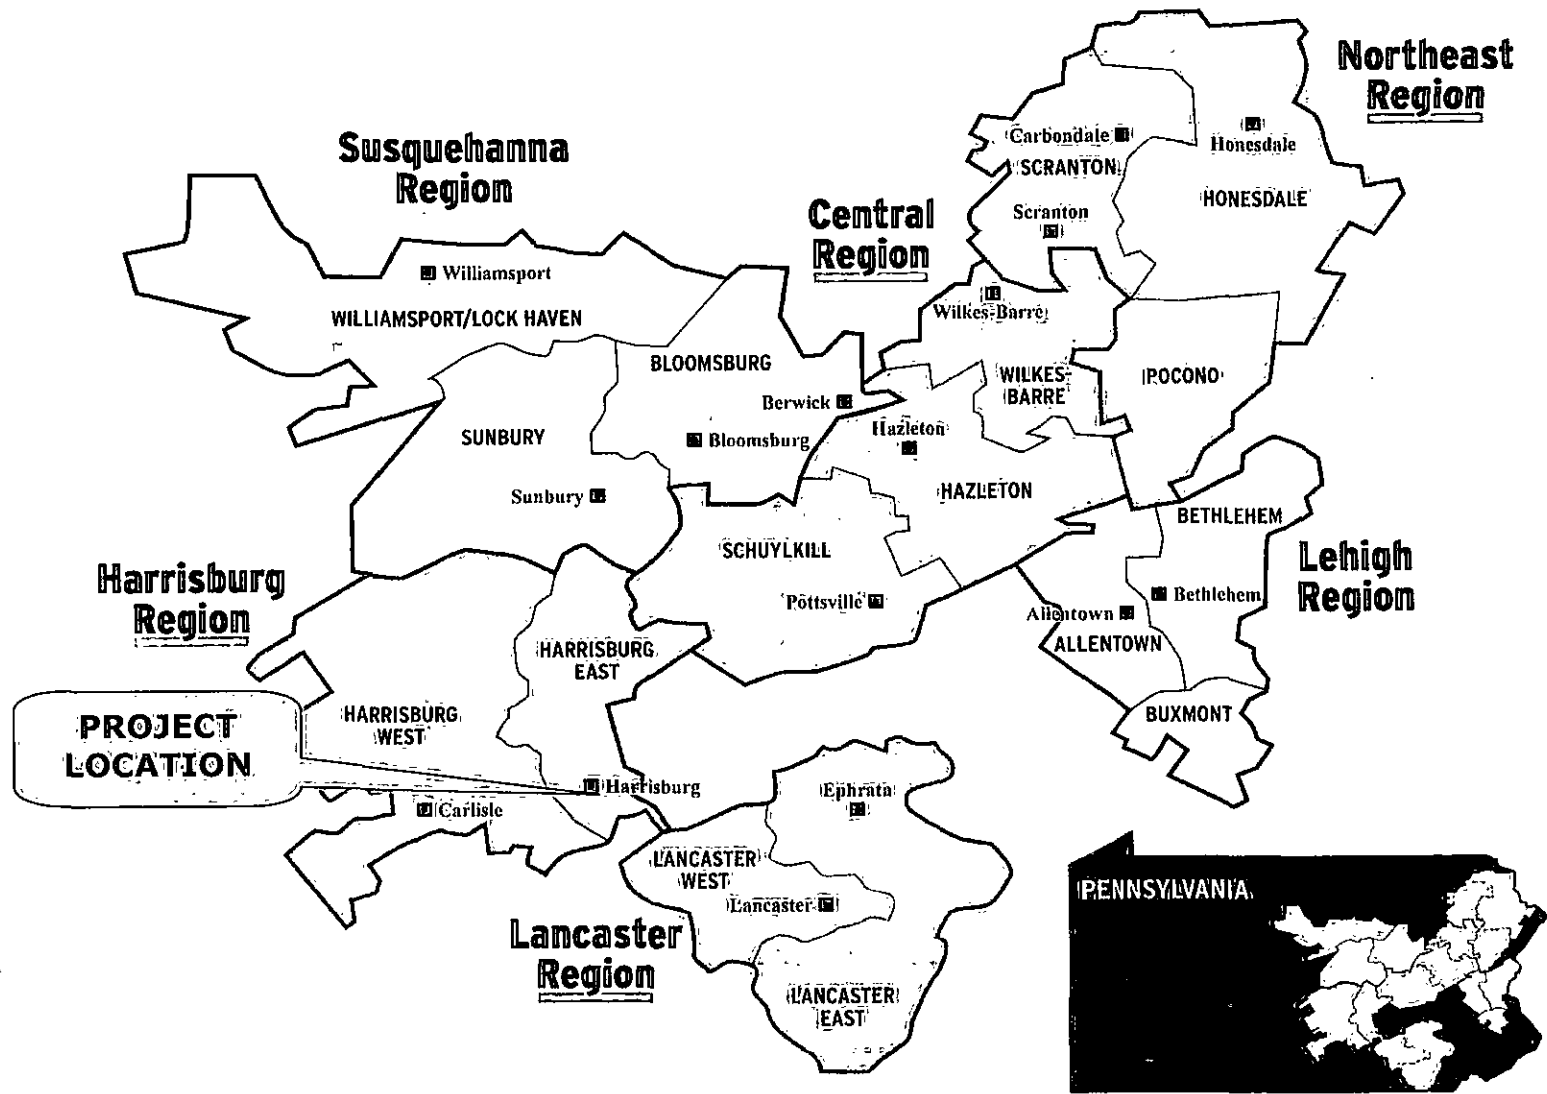 Northeast
Region
Susquehanna
Region
Central
Region
Carbondale
SCRANTON
Scranton
Honesdale
HONESDALE
Williamsport
WILLIAMSPORT/LOCK HAVEN
Wilkes-Barre
BLOOMSBURG
WILKES-
BARRE
POCONO
Berwick
Bloomsburg
Hazleton
SUNBURY
Sunbury
HAZLETON
BETHLEHEM
SCHUYLKILL
Pottsville
Lehigh
Region
Harrisburg
Region
Bethlehem
Allentown
ALLENTOWN
HARRISBURG
EAST
HARRISBURG
WEST
BUXMONT
PROJECT
LOCATION
Harrisburg
Carlisle
Ephrata
LANCASTER
WEST
Lancaster
Lancaster
Region
LANCASTER
EAST
PENNSYLVANIA